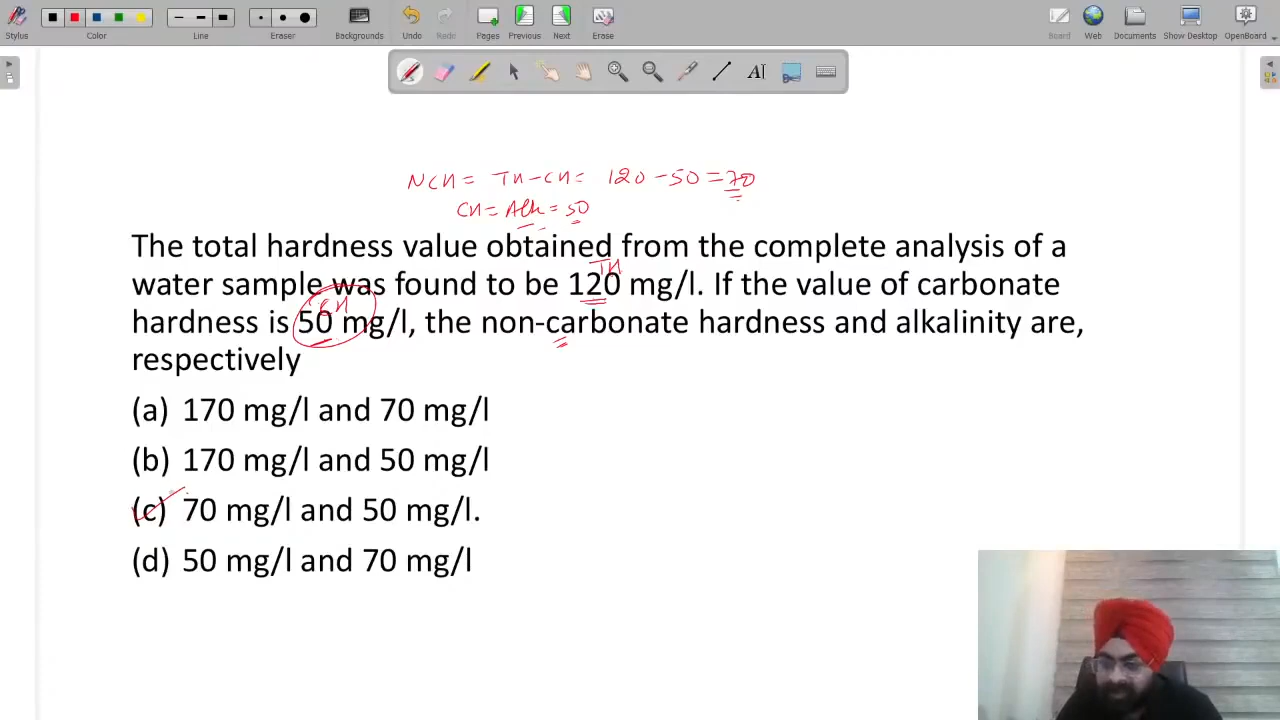 Stylus Color Line Eraser Backgrounds Undo Redo Pages Previous Next Erase Board Web Documents Show Desktop OpenBoard
NCH = TH - CH = 120 - 50 = 70
CH = Alk = 50
The total hardness value obtained from the complete analysis of a
TH
water sample was found to be 120 mg/l. If the value of carbonate
CH
hardness is 50 mg/l, the non-carbonate hardness and alkalinity are,
respectively
(a) 170 mg/l and 70 mg/l
(b) 170 mg/l and 50 mg/l
(c) 70 mg/l and 50 mg/l.
(d) 50 mg/l and 70 mg/l